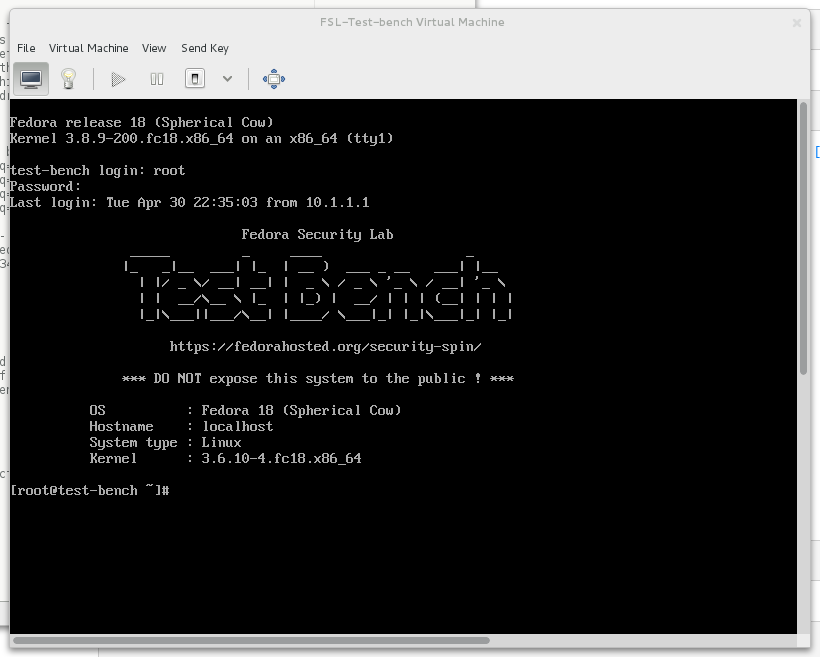 FSL-Test-bench Virtual Machine
File Virtual Machine View Send Key
Fedora release 18 (Spherical Cow)
Kernel 3.8.9-200.fc18.x86_64 on an x86_64 (tty1)
test-bench login: root
Password:
Last login: Tue Apr 30 22:35:03 from 10.1.1.1
Fedora Security Lab
Test Bench
https://fedorahosted.org/security-spin/
*** DO NOT expose this system to the public ! ***
OS : Fedora 18 (Spherical Cow)
Hostname : localhost
System type : Linux
Kernel : 3.6.10-4.fc18.x86_64
[root@test-bench ~]#